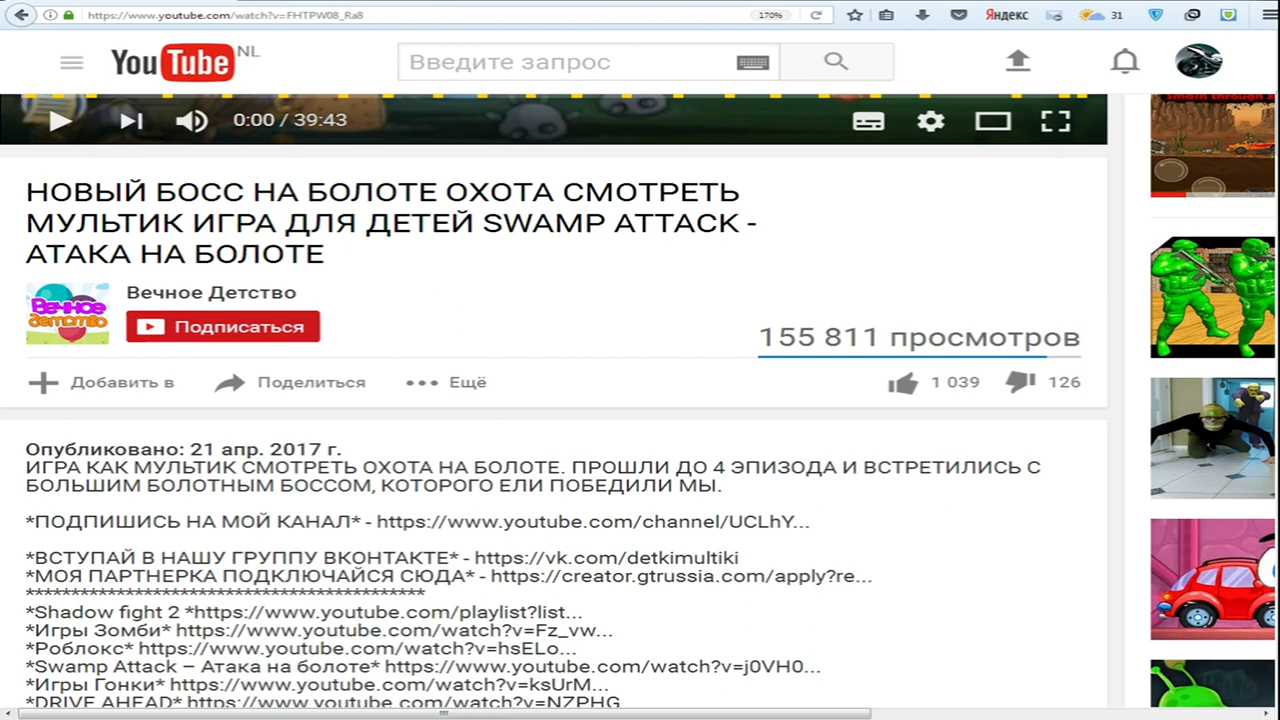 https://www.youtube.com/watch?v=FHTPW08_Ra8
170%
Яндекс
31
YouTube NL
Введите запрос
0:00 / 39:43
НОВЫЙ БОСС НА БОЛОТЕ ОХОТА СМОТРЕТЬ
МУЛЬТИК ИГРА ДЛЯ ДЕТЕЙ SWAMP ATTACK -
АТАКА НА БОЛОТЕ
Вечное детство
Вечное Детство
Подписаться
155 811 просмотров
Добавить в
Поделиться
Ещё
1 039
126
Опубликовано: 21 апр. 2017 г.
ИГРА КАК МУЛЬТИК СМОТРЕТЬ ОХОТА НА БОЛОТЕ. ПРОШЛИ ДО 4 ЭПИЗОДА И ВСТРЕТИЛИСЬ С
БОЛЬШИМ БОЛОТНЫМ БОССОМ, КОТОРОГО ЕЛИ ПОБЕДИЛИ МЫ.
*ПОДПИШИСЬ НА МОЙ КАНАЛ* - https://www.youtube.com/channel/UCLhY...
*ВСТУПАЙ В НАШУ ГРУППУ ВКОНТАКТЕ* - https://vk.com/detkimultiki
*МОЯ ПАРТНЕРКА ПОДКЛЮЧАЙСЯ СЮДА* - https://creator.gtrussia.com/apply?re...
******************************************
*Shadow fight 2 *https://www.youtube.com/playlist?list...
*Игры Зомби* https://www.youtube.com/watch?v=Fz_vw...
*Роблокс* https://www.youtube.com/watch?v=hsELo...
*Swamp Attack – Атака на болоте* https://www.youtube.com/watch?v=j0VH0...
*Игры Гонки* https://www.youtube.com/watch?v=ksUrM...
*DRIVE AHEAD* https://www.youtube.com/watch?v=NZPHG